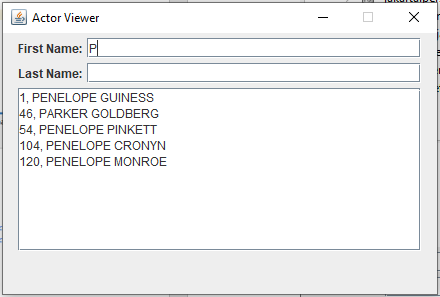 Actor Viewer
First Name: P
Last Name:
1, PENELOPE GUINESS
46, PARKER GOLDBERG
54, PENELOPE PINKETT
104, PENELOPE CRONYN
120, PENELOPE MONROE